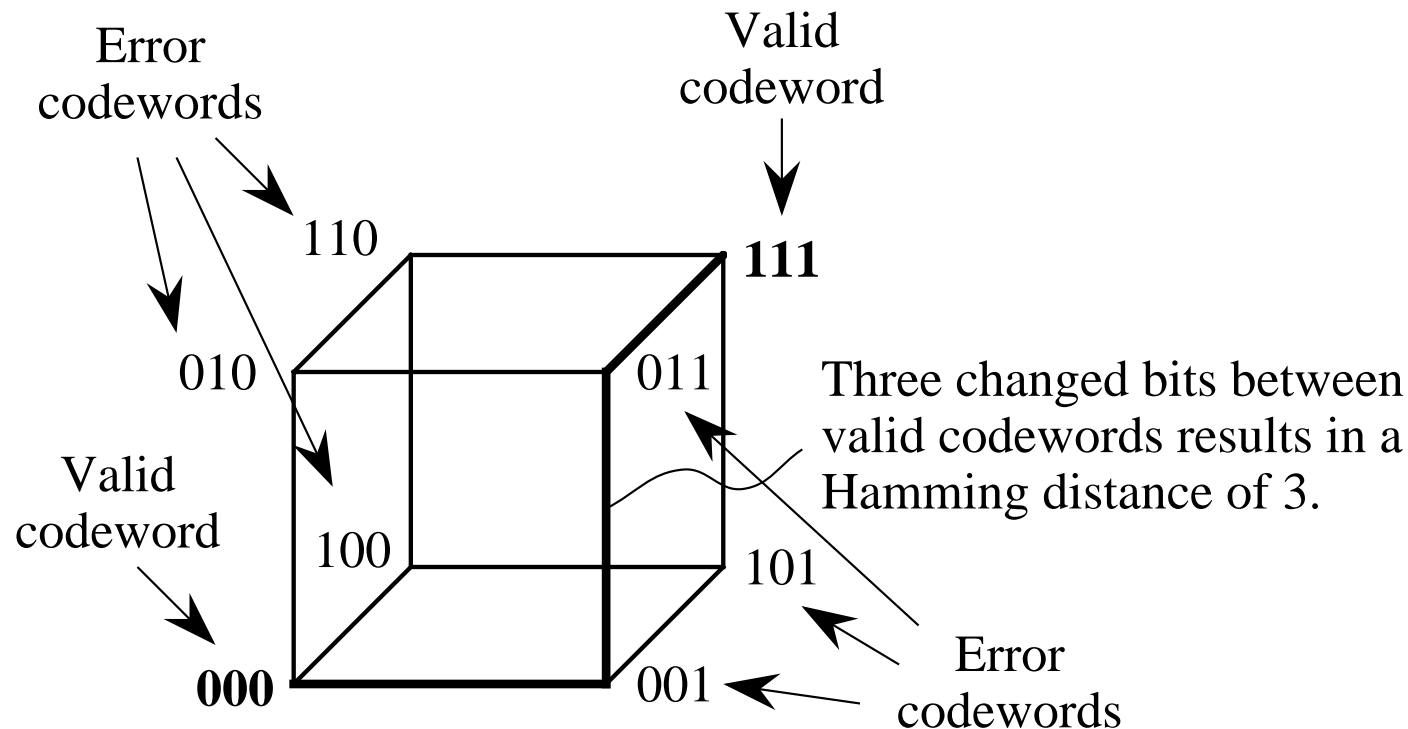 Error
codewords
Valid
codeword
110
111
010
011
Three changed bits between
valid codewords results in a
Hamming distance of 3.
Valid
codeword
100
101
000
001
Error
codewords